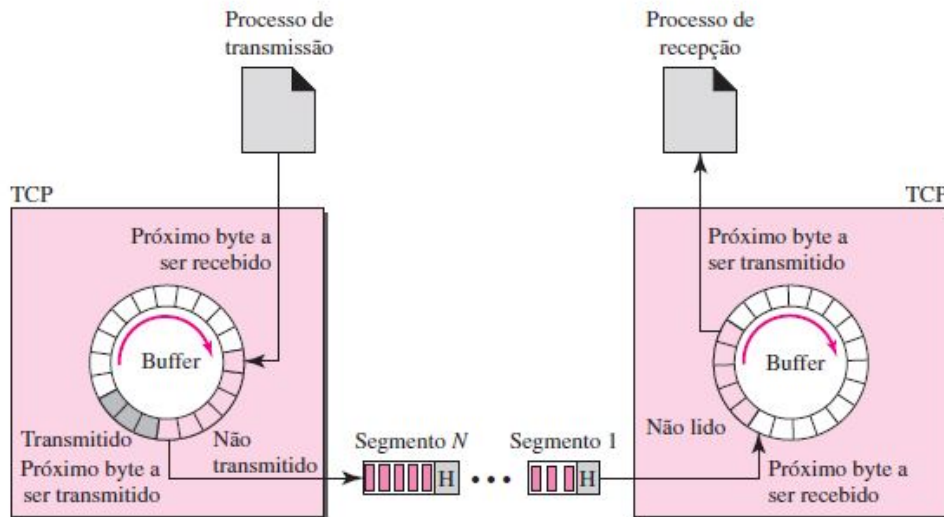 Processo de
transmissão
Processo de
recepção
TCP
TCP
Próximo byte a
ser recebido
Próximo byte a
ser transmitido
Buffer
Buffer
Transmitido
Não
transmitido
Próximo byte a
ser transmitido
Segmento N
H
• • •
Segmento 1
H
Não lido
Próximo byte a
ser recebido